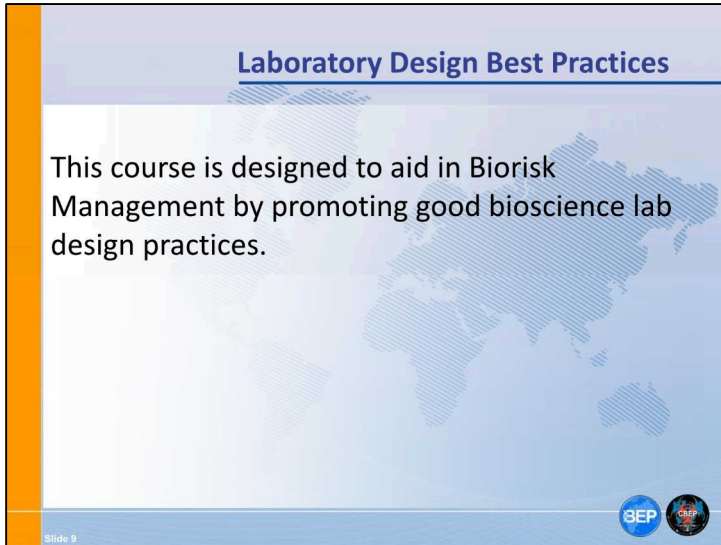 Laboratory Design Best Practices
This course is designed to aid in Biorisk
Management by promoting good bioscience lab
design practices.
Slide 9
BEP
CBEP